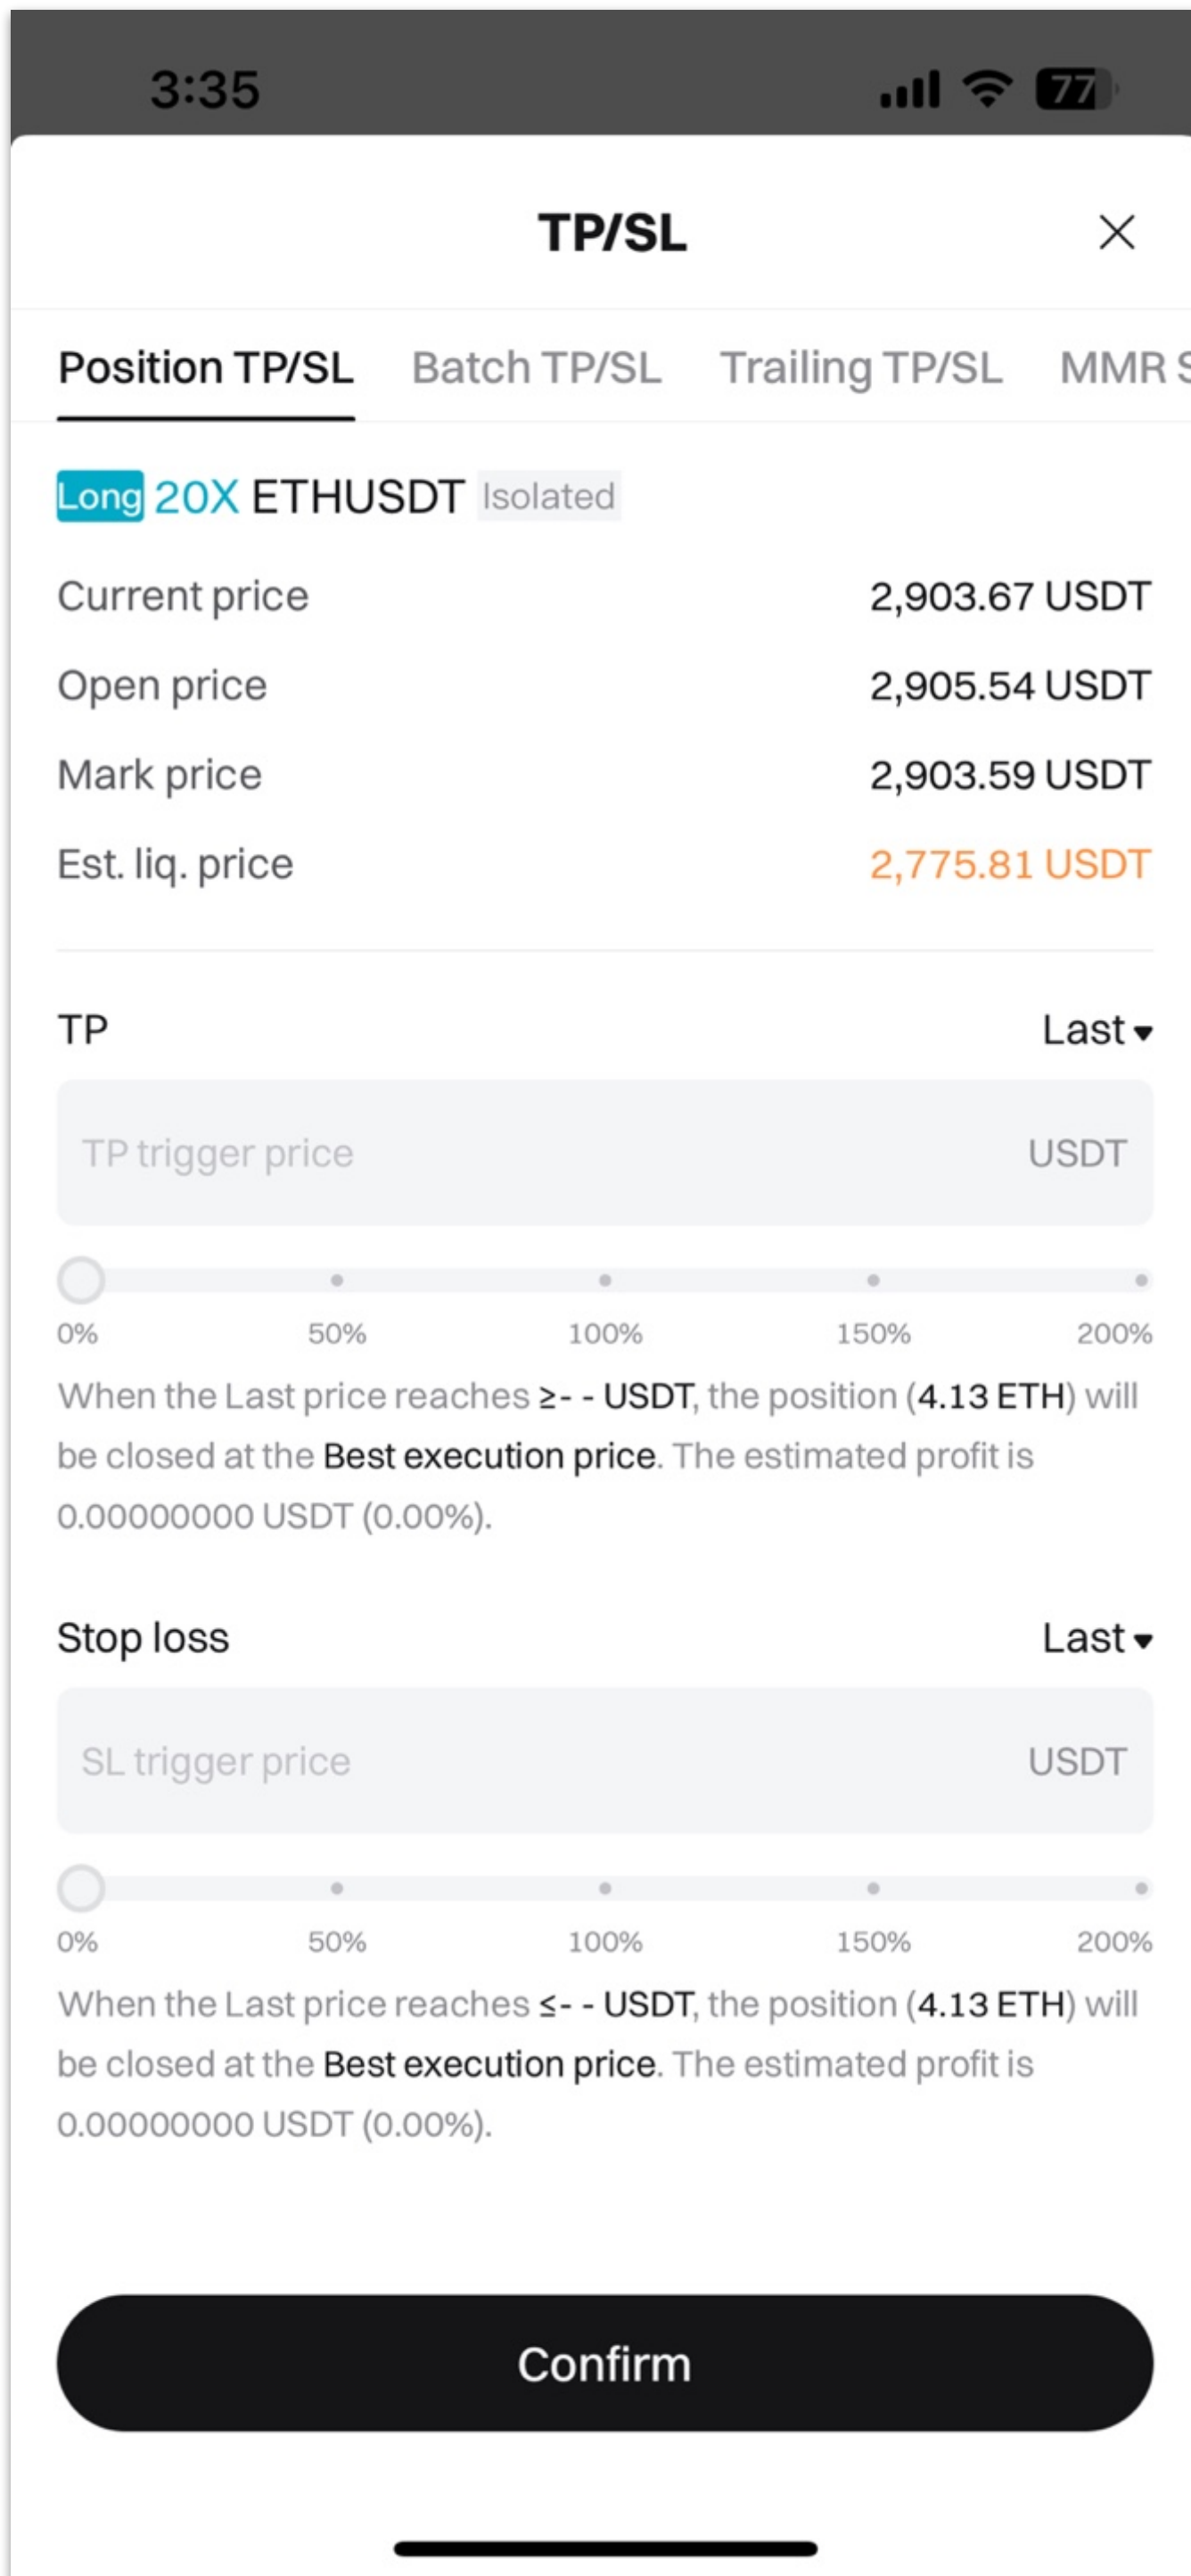 3:35
77
TP/SL
Position TP/SL Batch TP/SL Trailing TP/SL MMR S
Long 20X ETHUSDT Isolated
Current price 2,903.67 USDT
Open price 2,905.54 USDT
Mark price 2,903.59 USDT
Est. liq. price 2,775.81 USDT
TP Last
TP trigger price USDT
0% 50% 100% 150% 200%
When the Last price reaches ≥- - USDT, the position (4.13 ETH) will
be closed at the Best execution price. The estimated profit is
0.00000000 USDT (0.00%).
Stop loss Last
SL trigger price USDT
0% 50% 100% 150% 200%
When the Last price reaches ≤- - USDT, the position (4.13 ETH) will
be closed at the Best execution price. The estimated profit is
0.00000000 USDT (0.00%).
Confirm